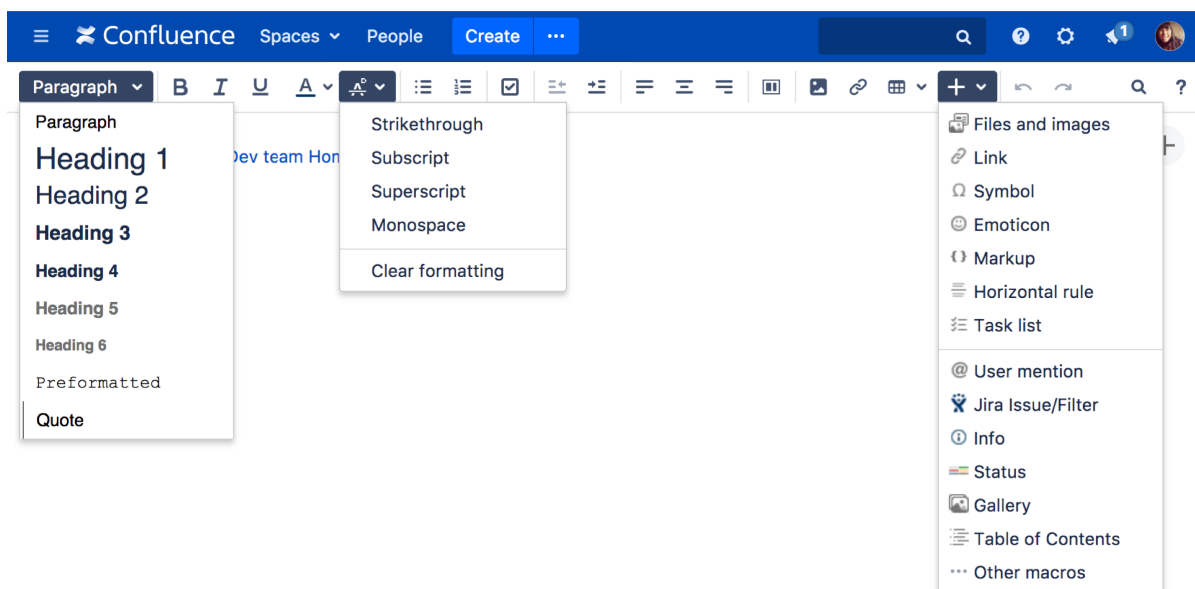 Confluence Spaces People Create ... 1
Paragraph B I U A ?
Paragraph
Heading 1
Heading 2
Heading 3
Heading 4
Heading 5
Heading 6
Preformatted
Quote
Dev team Hom
Strikethrough
Subscript
Superscript
Monospace
Clear formatting
Files and images
Link
Ω Symbol
Emoticon
{} Markup
Horizontal rule
Task list
@ User mention
Jira Issue/Filter
Info
Status
Gallery
Table of Contents
... Other macros